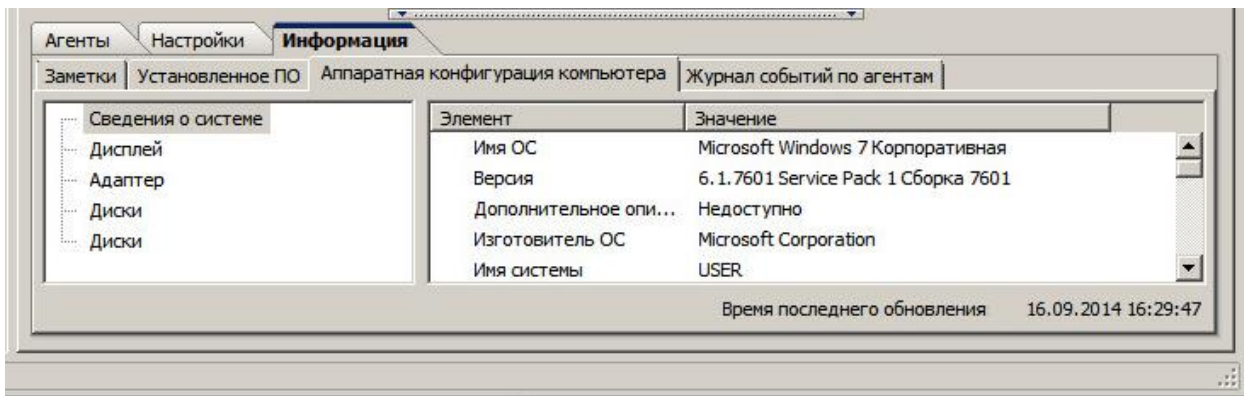 Агенты Настройки Информация
Заметки Установленное ПО Аппаратная конфигурация компьютера Журнал событий по агентам
Сведения о системе
Дисплей
Адаптер
Диски
Диски
Элемент Значение
Имя ОС Microsoft Windows 7 Корпоративная
Версия 6.1.7601 Service Pack 1 Сборка 7601
Дополнительное опи... Недоступно
Изготовитель ОС Microsoft Corporation
Имя системы USER
Время последнего обновления 16.09.2014 16:29:47